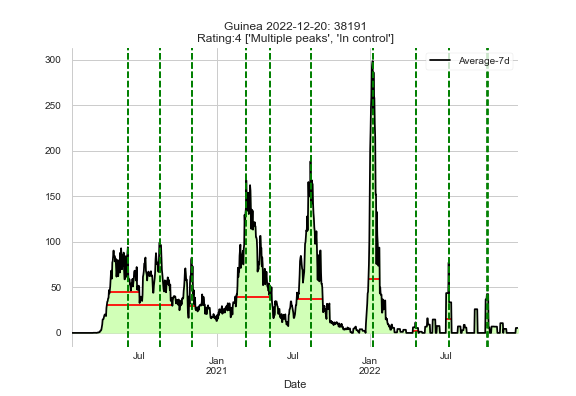 Guinea 2022-12-20: 38191
Rating:4 ['Multiple peaks', 'In control']
Average-7d
300
250
200
150
100
50
0
Jul
Jan
2021
Jul
Jan
2022
Jul
Date